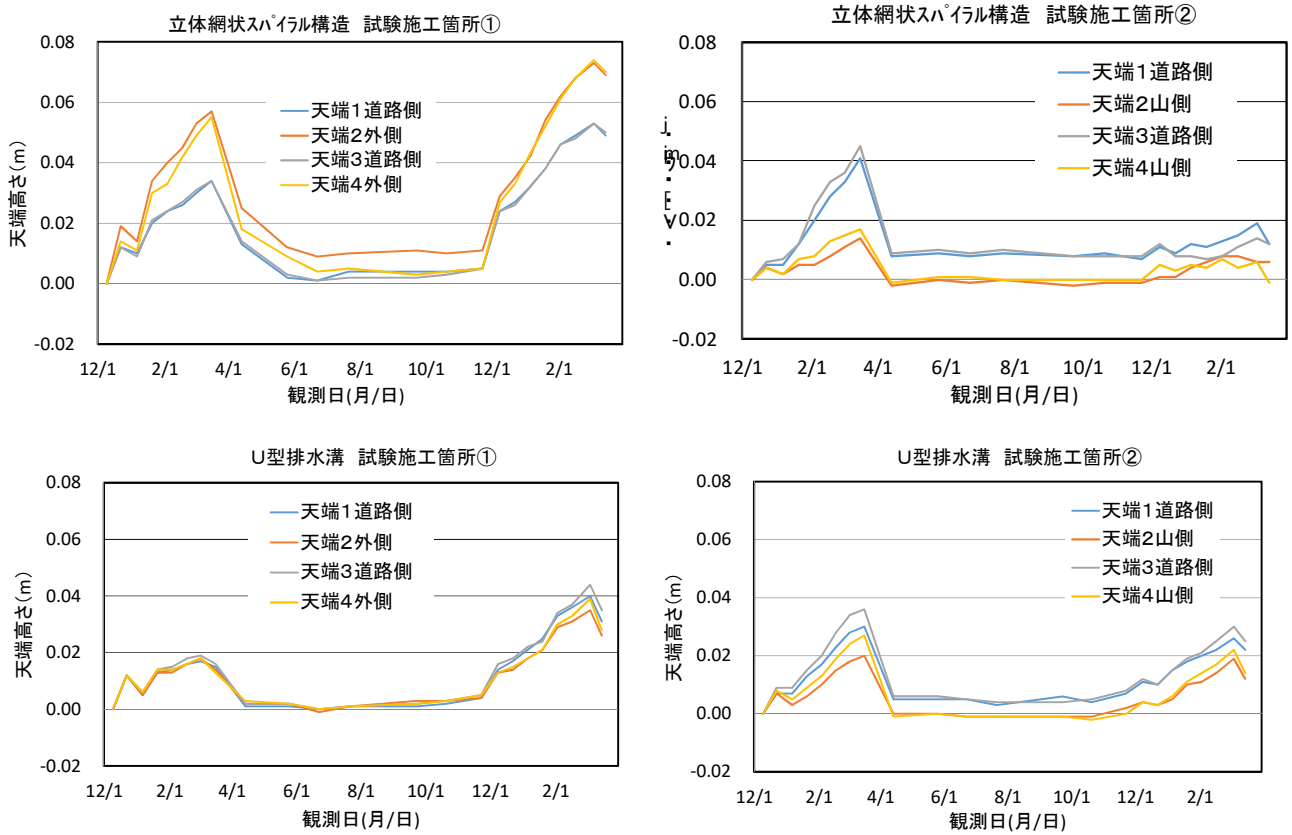 立体網状スパイラル構造 試験施工箇所①
0.08
0.06
0.04
0.02
0.00
-0.02
天端高さ(m)
天端1道路側
天端2外側
天端3道路側
天端4外側
12/1 2/1 4/1 6/1 8/1 10/1 12/1 2/1
観測日(月/日)
立体網状スパイラル構造 試験施工箇所②
0.08
0.06
0.04
0.02
0.00
-0.02
天端1道路側
天端2山側
天端3道路側
天端4山側
12/1 2/1 4/1 6/1 8/1 10/1 12/1 2/1
観測日(月/日)
U型排水溝 試験施工箇所①
0.08
0.06
0.04
0.02
0.00
-0.02
天端高さ(m)
天端1道路側
天端2外側
天端3道路側
天端4外側
12/1 2/1 4/1 6/1 8/1 10/1 12/1 2/1
観測日(月/日)
U型排水溝 試験施工箇所②
0.08
0.06
0.04
0.02
0.00
-0.02
天端高さ(m)
天端1道路側
天端2山側
天端3道路側
天端4山側
12/1 2/1 4/1 6/1 8/1 10/1 12/1 2/1
観測日(月/日)